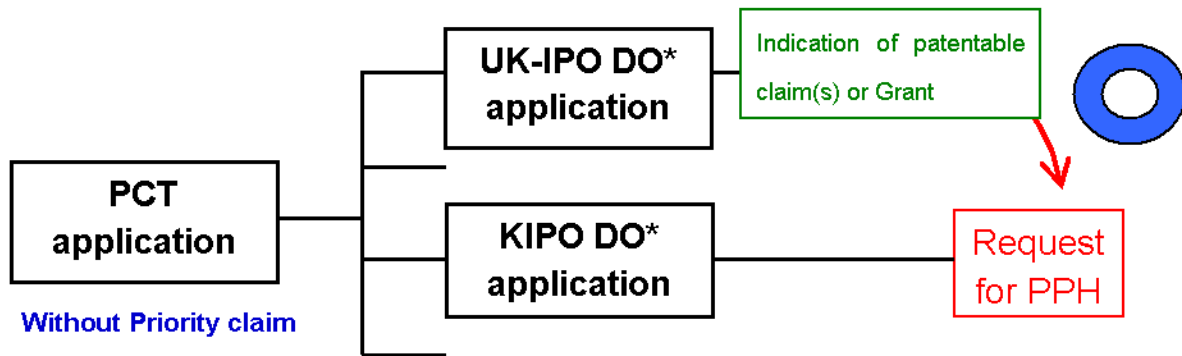 UK-IPO DO*
application
Indication of patentable
claim(s) or Grant
PCT
application
Without Priority claim
KIPO DO*
application
Request
for PPH